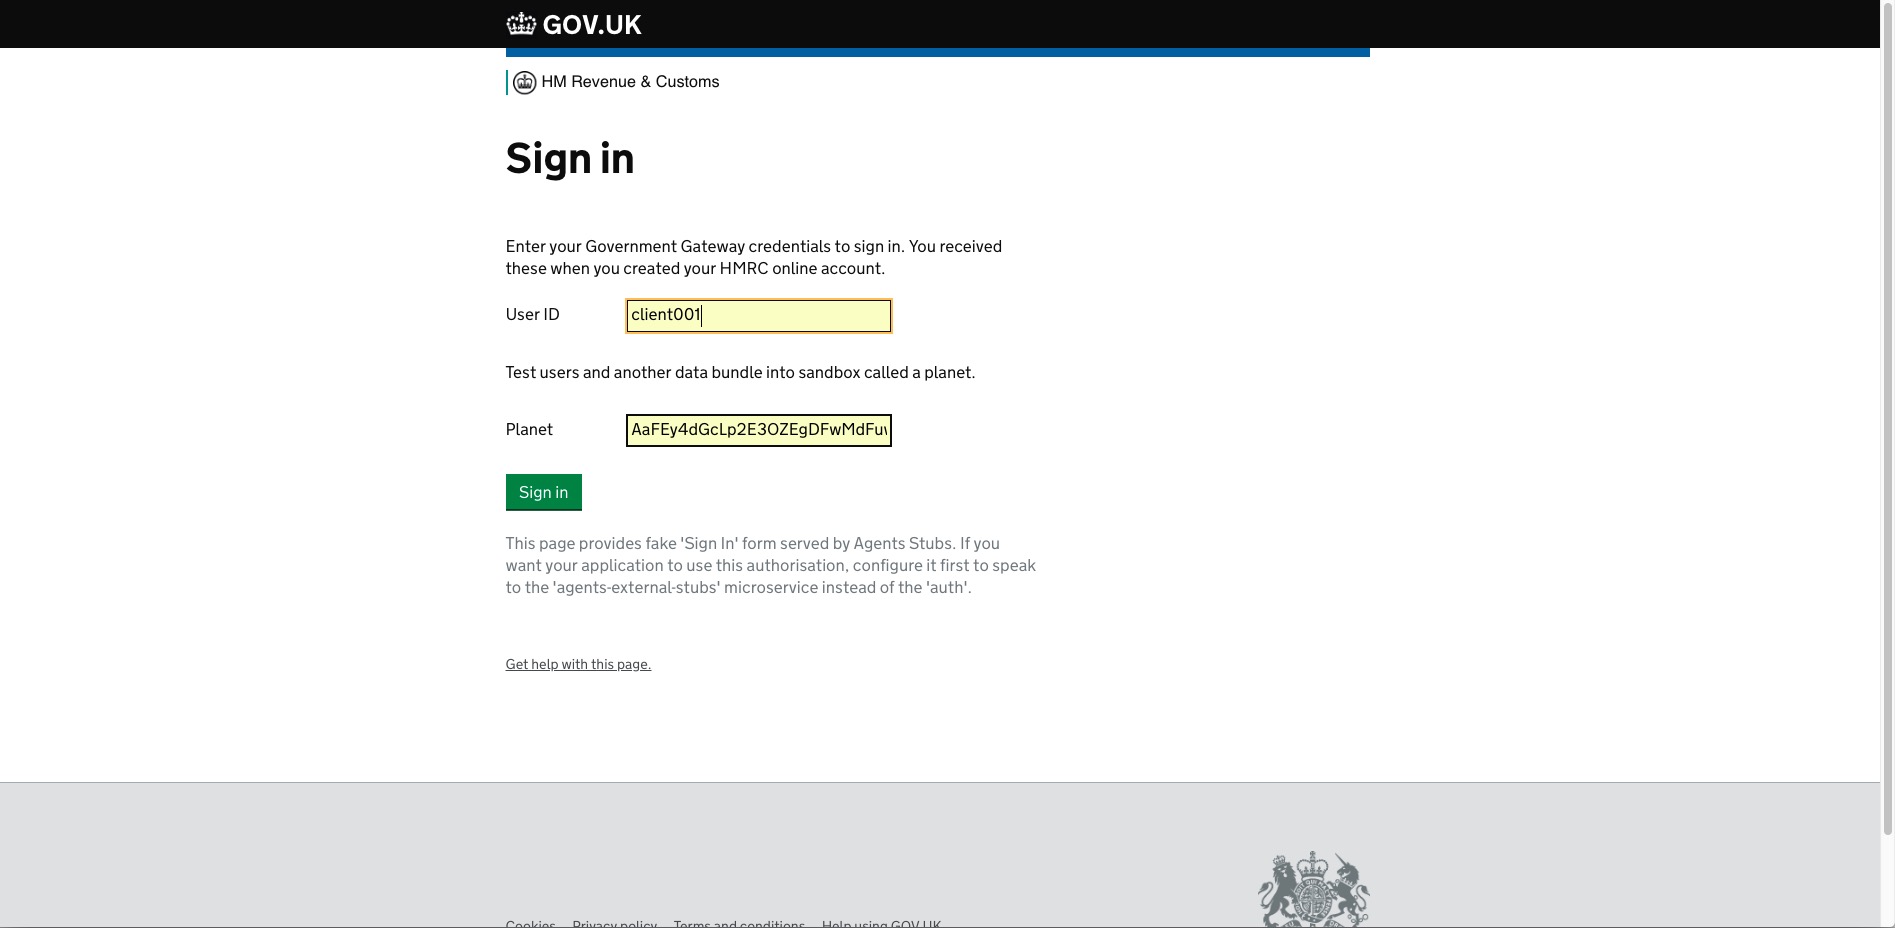 GOV.UK
HM Revenue & Customs
Sign in
Enter your Government Gateway credentials to sign in. You received
these when you created your HMRC online account.
User ID
client001
Test users and another data bundle into sandbox called a planet.
Planet
AaFEy4dGcLp2E3OZEgDFwMdFu
Sign in
This page provides fake 'Sign In' form served by Agents Stubs. If you
want your application to use this authorisation, configure it first to speak
to the 'agents-external-stubs' microservice instead of the 'auth'.
Get help with this page.
Cookies Privacy policy Terms and conditions Help using GOV.UK